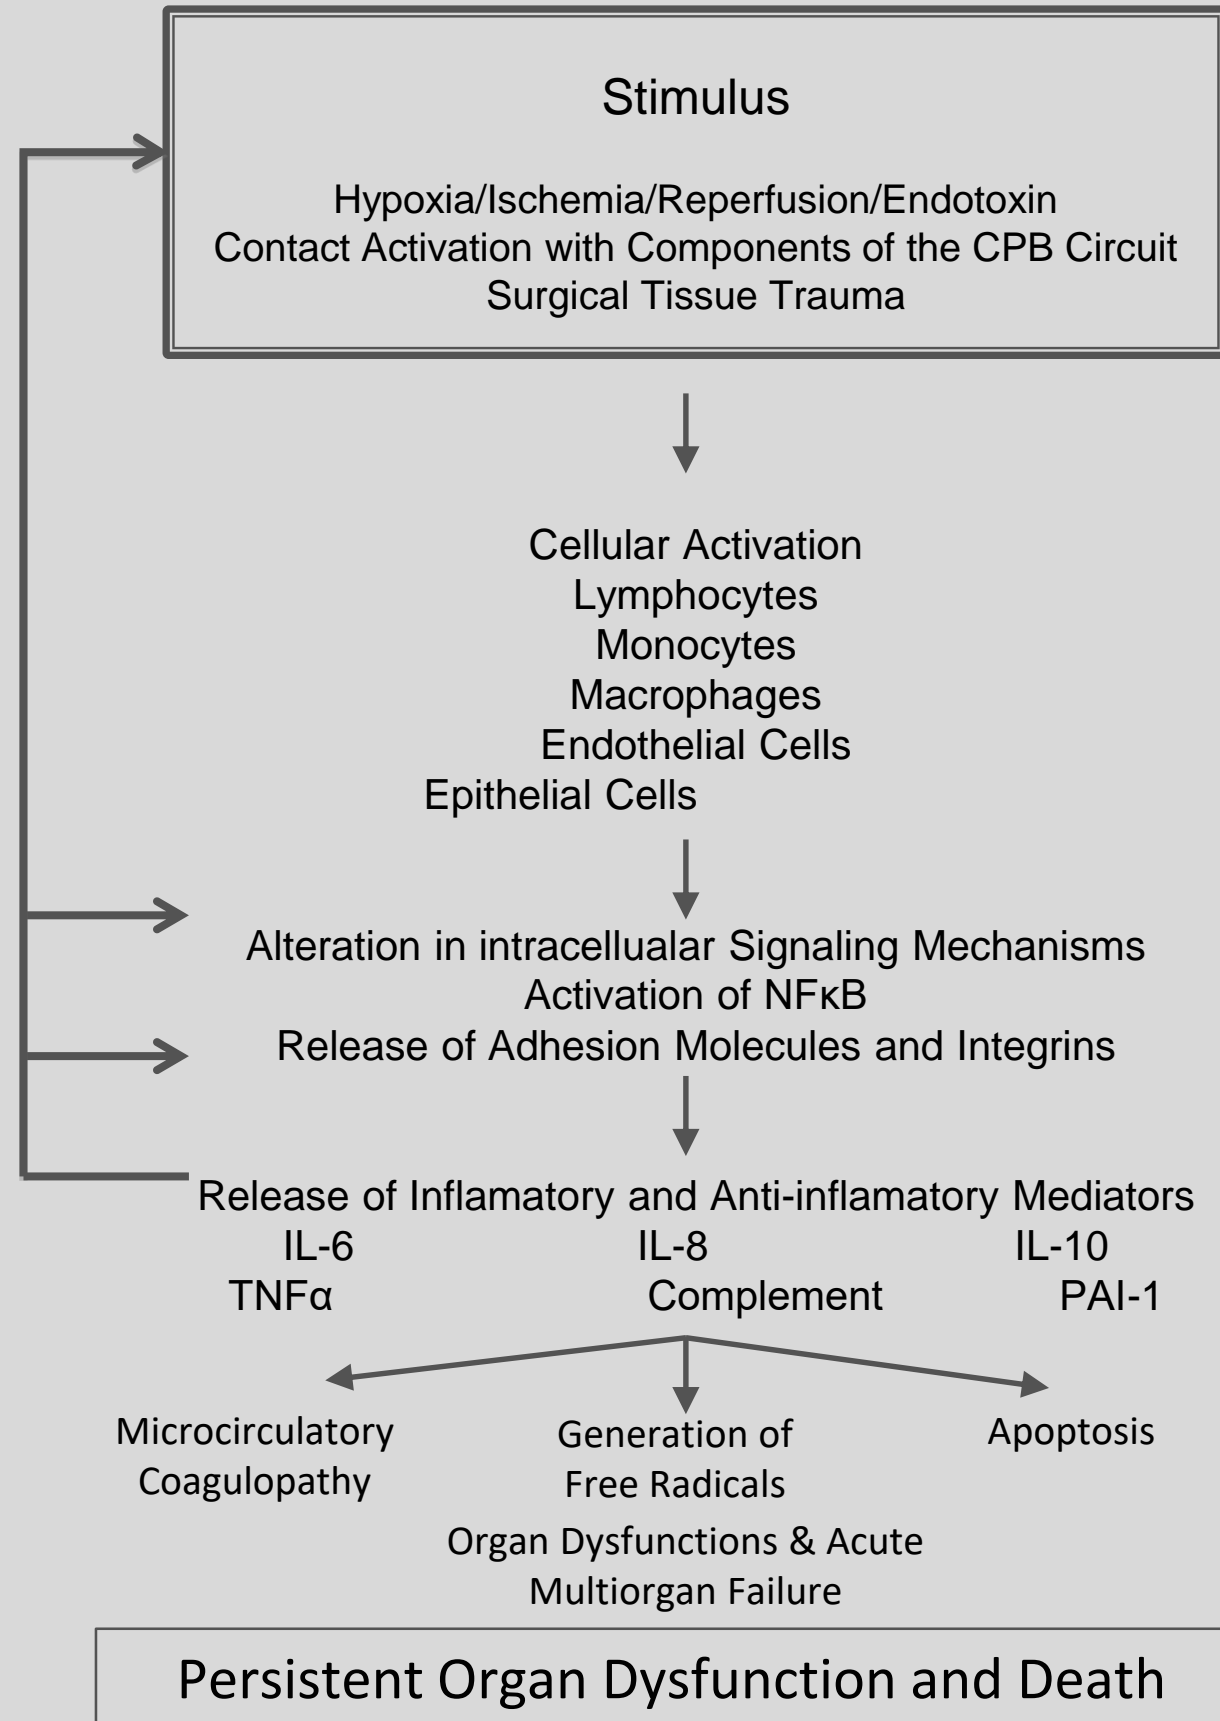 Stimulus
Hypoxia/Ischemia/Reperfusion/Endotoxin
Contact Activation with Components of the CPB Circuit
Surgical Tissue Trauma
Cellular Activation
Lymphocytes
Monocytes
Macrophages
Endothelial Cells
Epithelial Cells
Alteration in intracellualar Signaling Mechanisms
Activation of NFκB
Release of Adhesion Molecules and Integrins
Release of Inflamatory and Anti-inflamatory Mediators
IL-6 IL-8 IL-10
TNFα Complement PAI-1
Microcirculatory Generation of Apoptosis
Coagulopathy Free Radicals
Organ Dysfunctions & Acute
Multiorgan Failure
Persistent Organ Dysfunction and Death